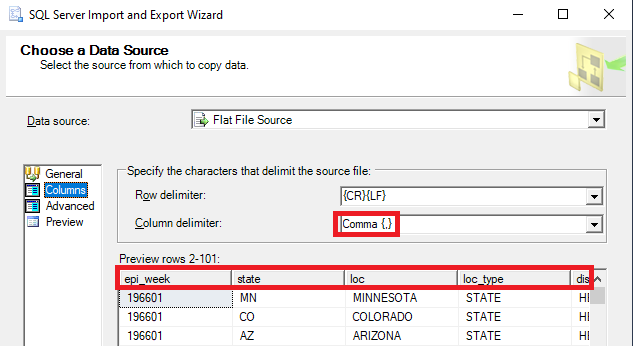 SQL Server Import and Export Wizard
Choose a Data Source
Select the source from which to copy data.
Data source: Flat File Source
General
Columns
Advanced
Preview
Specify the characters that delimit the source file:
Row delimiter: {CR}{LF}
Column delimiter: Comma {,}
Preview rows 2-101:
epi_week state loc loc_type dis
196601 MN MINNESOTA STATE HI
196601 CO COLORADO STATE HI
196601 AZ ARIZONA STATE HI